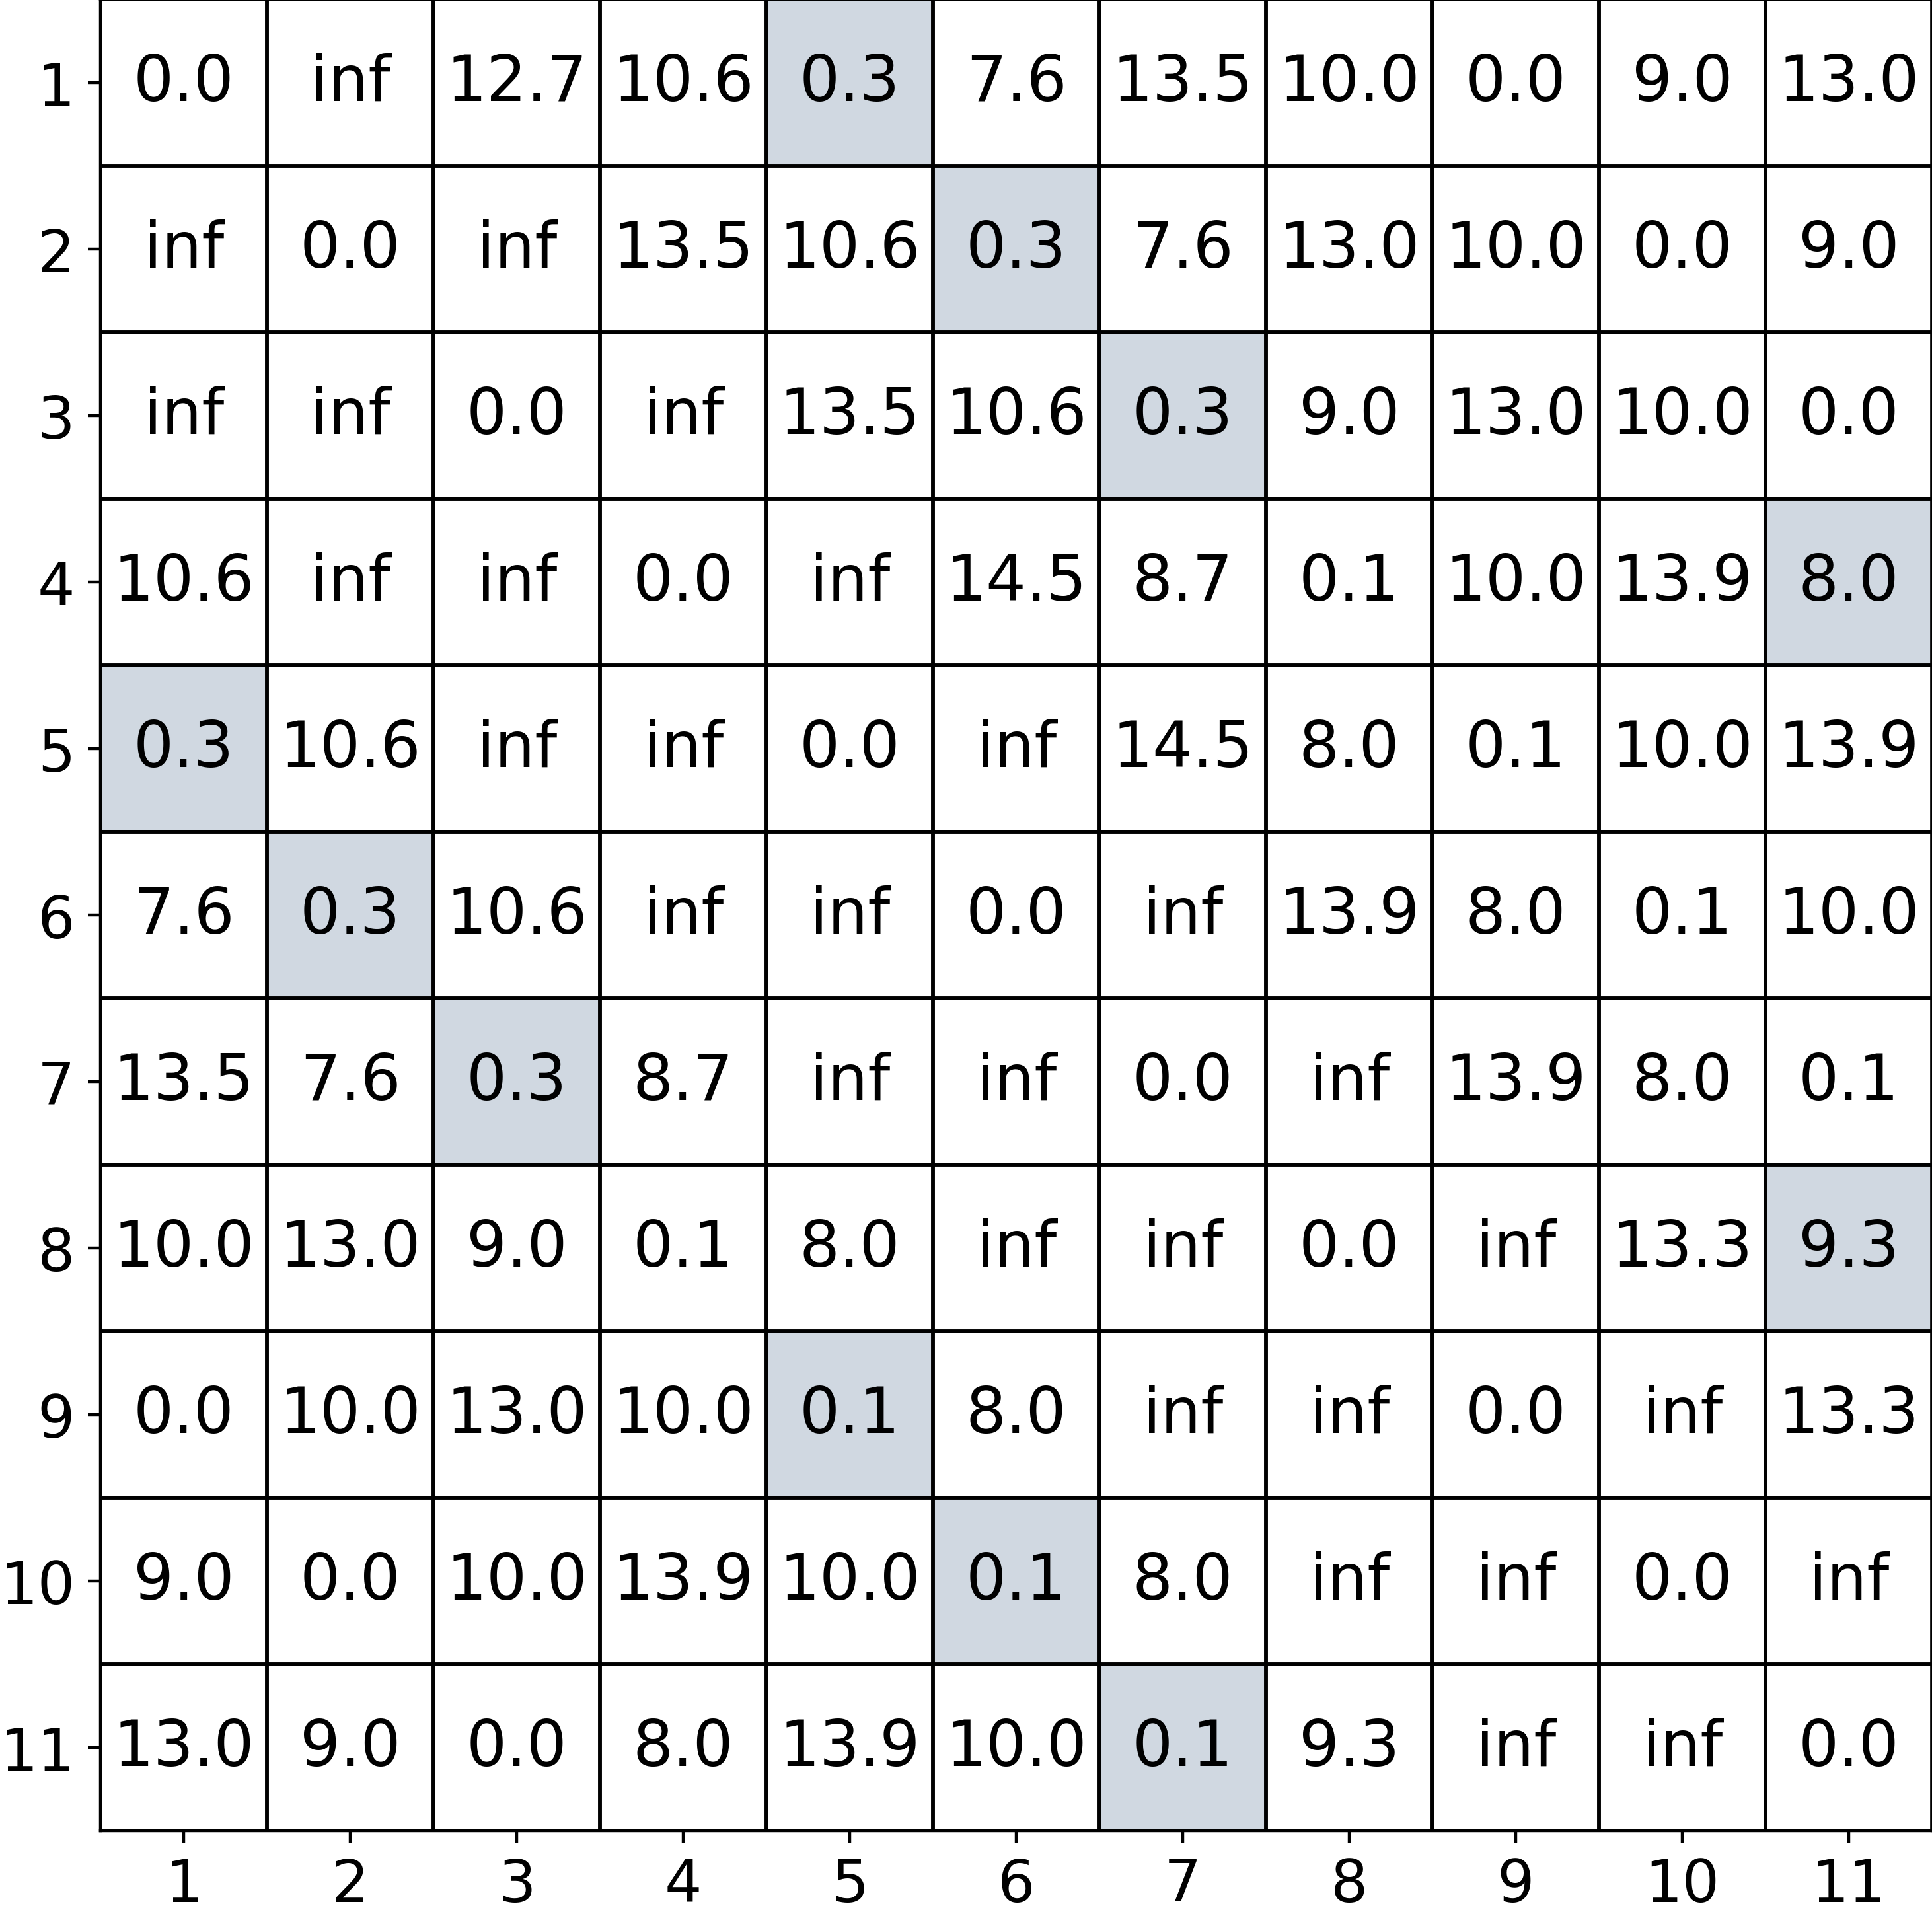 1 0.0 inf 12.7 10.6 0.3 7.6 13.5 10.0 0.0 9.0 13.0
2 inf 0.0 inf 13.5 10.6 0.3 7.6 13.0 10.0 0.0 9.0
3 inf inf 0.0 inf 13.5 10.6 0.3 9.0 13.0 10.0 0.0
4 10.6 inf inf 0.0 inf 14.5 8.7 0.1 10.0 13.9 8.0
5 0.3 10.6 inf inf 0.0 inf 14.5 8.0 0.1 10.0 13.9
6 7.6 0.3 10.6 inf inf 0.0 inf 13.9 8.0 0.1 10.0
7 13.5 7.6 0.3 8.7 inf inf 0.0 inf 13.9 8.0 0.1
8 10.0 13.0 9.0 0.1 8.0 inf inf 0.0 inf 13.3 9.3
9 0.0 10.0 13.0 10.0 0.1 8.0 inf inf 0.0 inf 13.3
10 9.0 0.0 10.0 13.9 10.0 0.1 8.0 inf inf 0.0 inf
11 13.0 9.0 0.0 8.0 13.9 10.0 0.1 9.3 inf inf 0.0
1 2 3 4 5 6 7 8 9 10 11